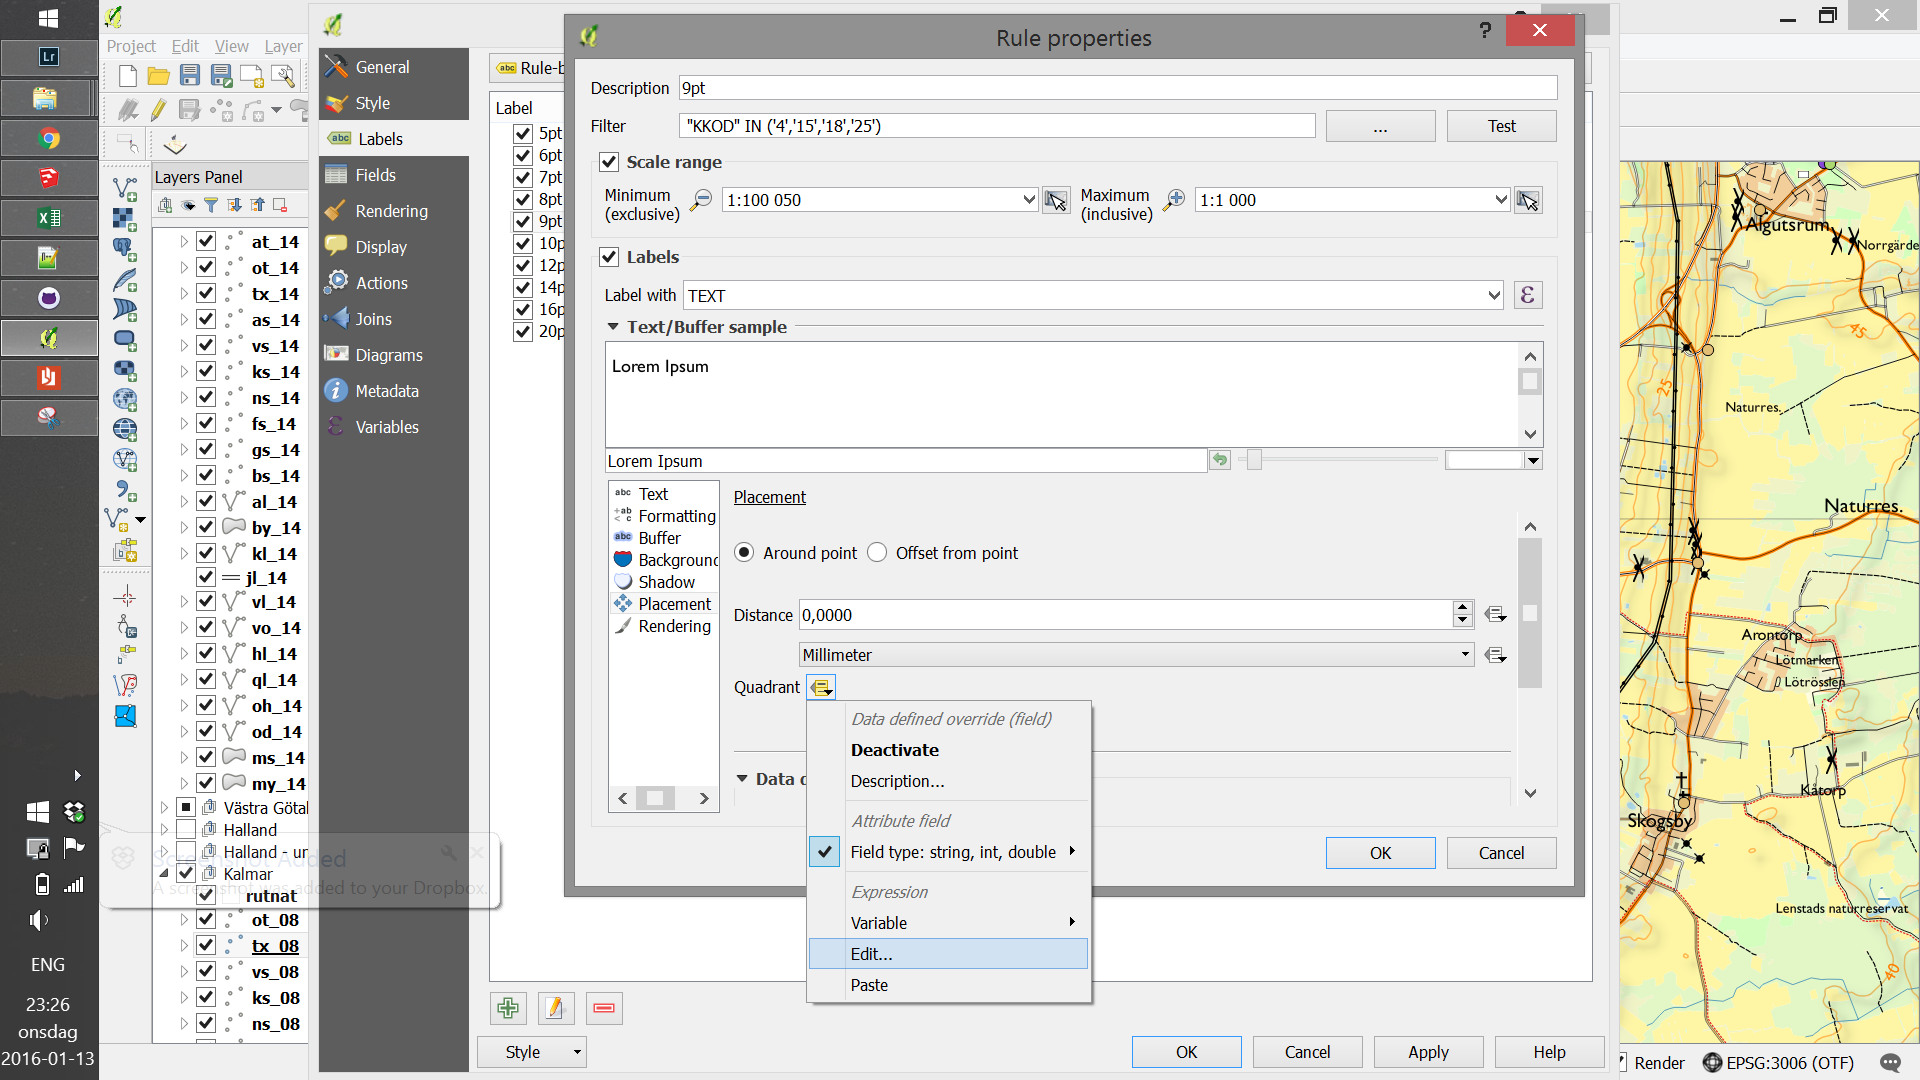 Project Edit View Layer
Layers Panel
at_14
ot_14
tx_14
as_14
vs_14
ks_14
ns_14
fs_14
gs_14
bs_14
al_14
by_14
kl_14
jl_14
vl_14
vo_14
hl_14
ql_14
oh_14
od_14
ms_14
my_14
Västra Götal
Halland
Halland - ur
Kalmar
rutnat
ot_08
tx_08
vs_08
ks_08
ns_08
Screenshot Added
A screenshot was added to your Dropbox.
Lr
ENG
23:26
onsdag
2016-01-13
General
Style
Labels
Fields
Rendering
Display
Actions
Joins
Diagrams
Metadata
Variables
abc Rule-b
Label
5pt
6pt
7pt
8pt
9pt
10p
12p
14p
16p
20p
Style
OK
Cancel
Apply
Help
Rule properties
?
Description 9pt
Filter "KKOD" IN ('4','15','18','25')
...
Test
Scale range
Minimum
(exclusive)
1:100 050
Maximum
(inclusive)
1:1 000
Labels
Label with TEXT
ε
Text/Buffer sample
Lorem Ipsum
Lorem Ipsum
Text
Formatting
Buffer
Background
Shadow
Placement
Rendering
Placement
Around point
Offset from point
Distance 0,0000
Millimeter
Quadrant
Data d
Data defined override (field)
Deactivate
Description...
Attribute field
Field type: string, int, double
Expression
Variable
Edit...
Paste
OK
Cancel
Algutsrum
Norrgärde
45
25
Naturres.
Naturres.
Arontorp
Lötmarken
Lötrösslen
Kåtorp
Skogsby
Lenstads naturreservat
40
Render
EPSG:3006 (OTF)